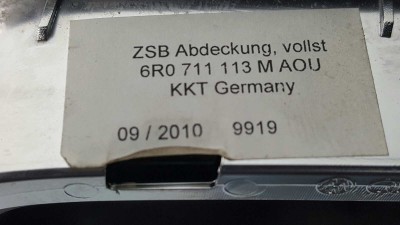 ZSB Abdeckung, vollst
6R0 711 113 M AOU
KKT Germany
09 / 2010 9919